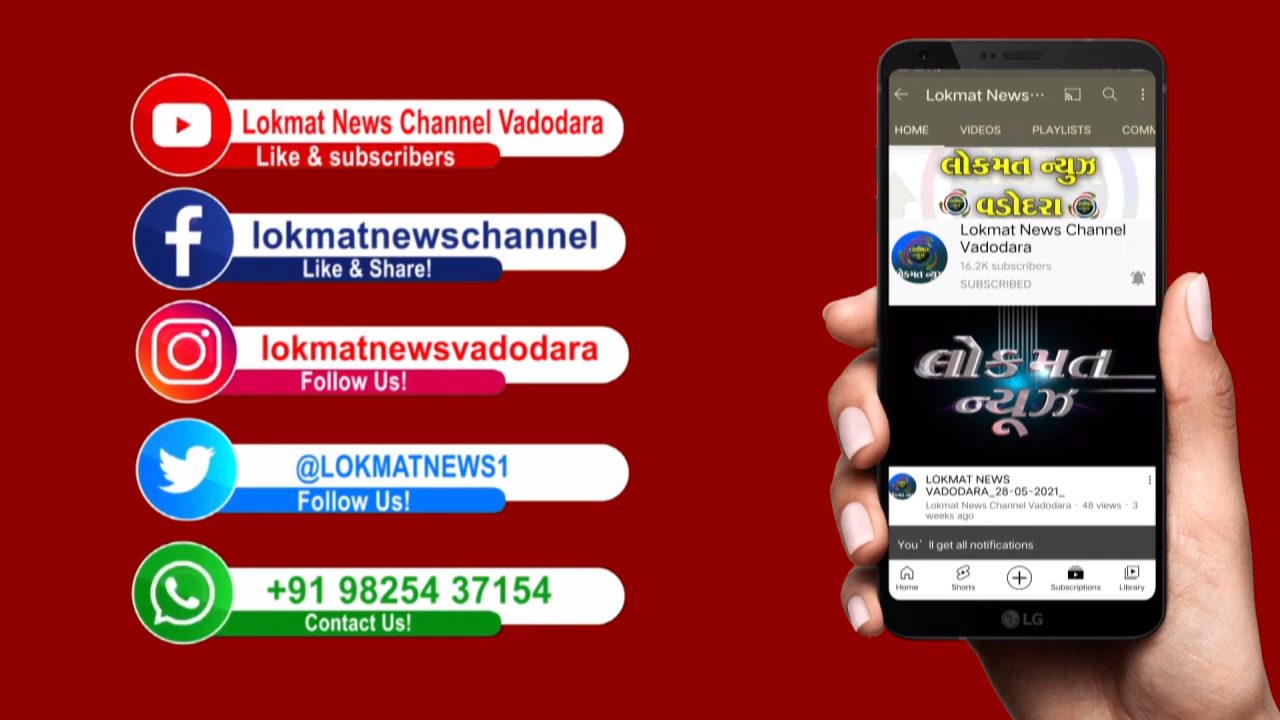 Lokmat News Channel Vadodara
Like & subscribers
lokmatnewschannel
Like & Share!
lokmatnewsvadodara
Follow Us!
@LOKMATNEWS1
Follow Us!
+91 98254 37154
Contact Us!
Lokmat News···
HOME VIDEOS PLAYLISTS COMM
લોકમત ન્યુઝ
વડોદરા
Lokmat News Channel
Vadodara
16.2K subscribers
SUBSCRIBED
લોકમત
ન્યૂઝ
LOKMAT NEWS
VADODARA_28-05-2021_
Lokmat News Channel Vadodara · 48 views · 3
weeks ago
You' ll get all notifications
Home Shorts Subscriptions Library
LG